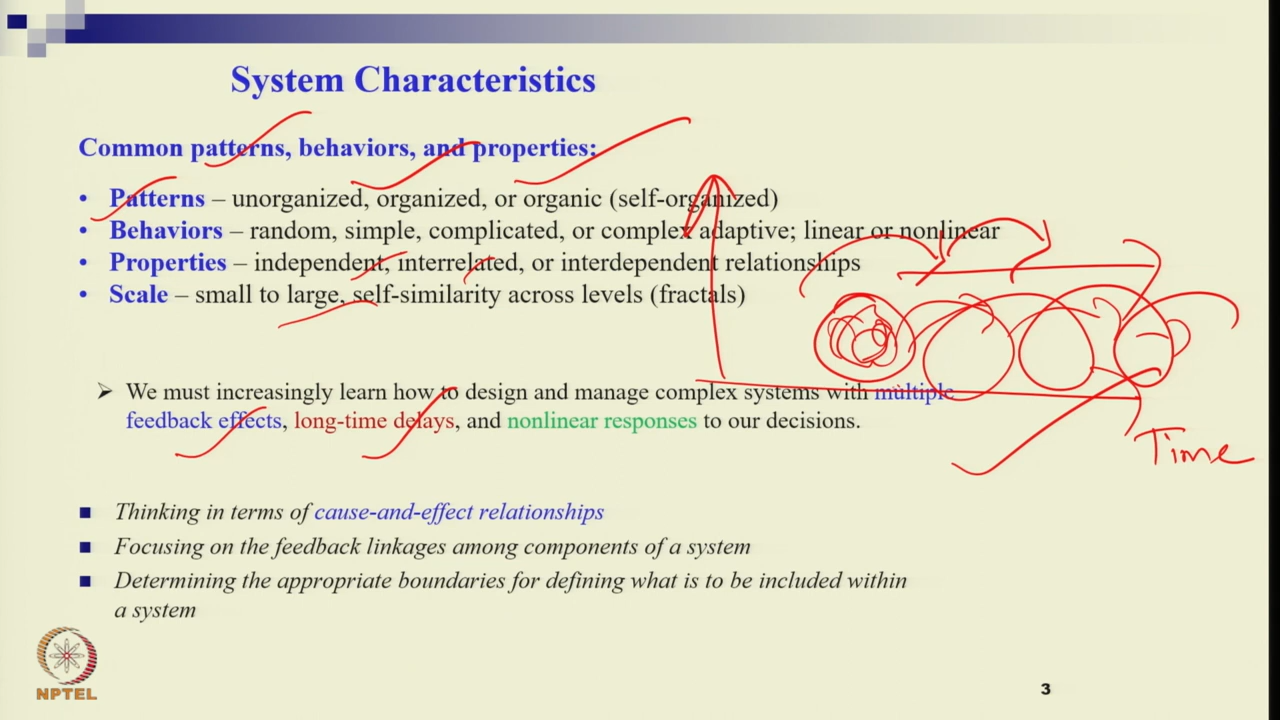 System Characteristics
Common patterns, behaviors, and properties:
• Patterns – unorganized, organized, or organic (self-organized)
• Behaviors – random, simple, complicated, or complex adaptive; linear or nonlinear
• Properties – independent, interrelated, or interdependent relationships
• Scale – small to large, self-similarity across levels (fractals)
➢ We must increasingly learn how to design and manage complex systems with multiple
feedback effects, long-time delays, and nonlinear responses to our decisions.
Time
■ Thinking in terms of cause-and-effect relationships
■ Focusing on the feedback linkages among components of a system
■ Determining the appropriate boundaries for defining what is to be included within
a system
NPTEL
3